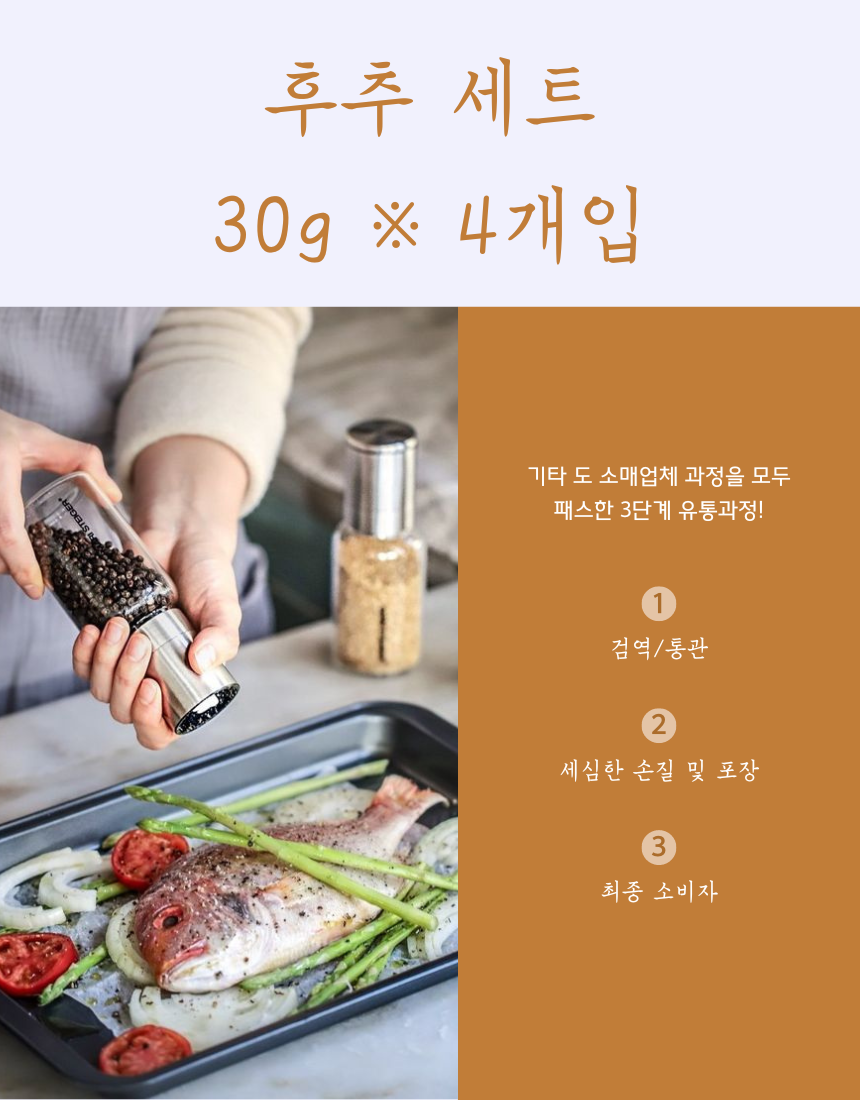 후추 세트
30g ※ 4개입
기타 도 소매업체 과정을 모두
패스한 3단계 유통과정!
1
검역/통관
2
세심한 손질 및 포장
3
최종 소비자